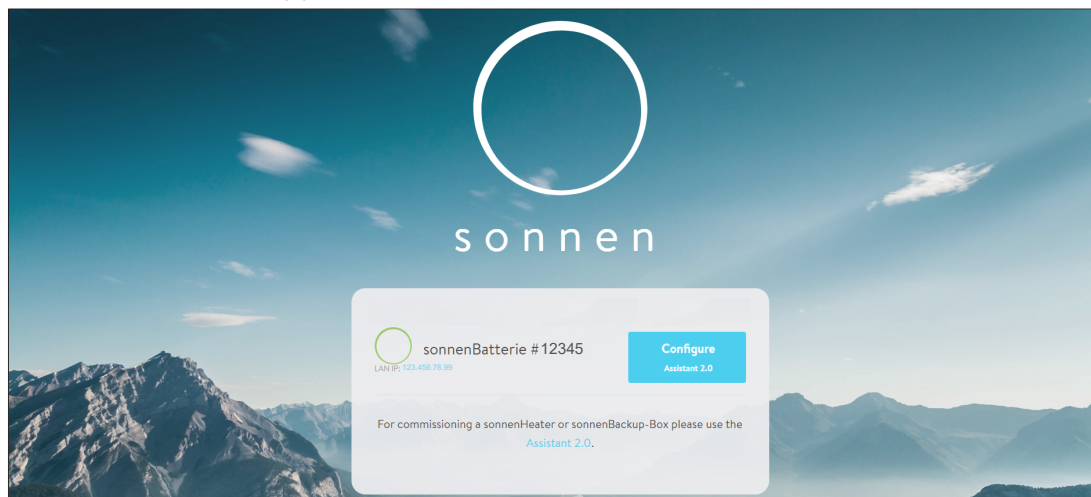 sonnen
sonnenBatterie #12345
LAN IP: 123.456.78.99
Configure
Assistant 2.0
For commissioning a sonnenHeater or sonnenBackup-Box please use the
Assistant 2.0.